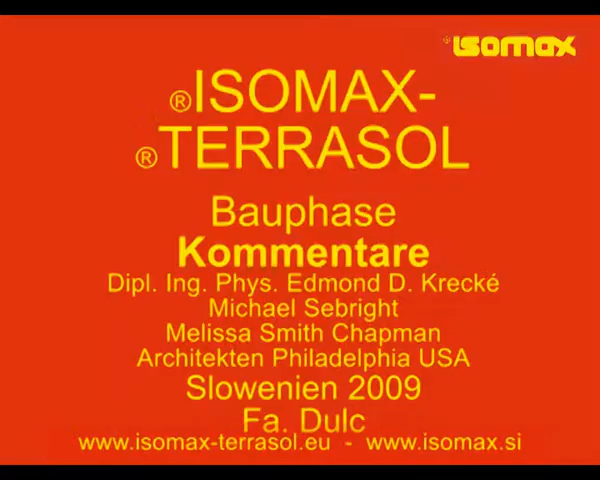 isomax
®ISOMAX-
®TERRASOL
Bauphase
Kommentare
Dipl. Ing. Phys. Edmond D. Krecké
Michael Sebright
Melissa Smith Chapman
Architekten Philadelphia USA
Slowenien 2009
Fa. Dulc
www.isomax-terrasol.eu - www.isomax.si